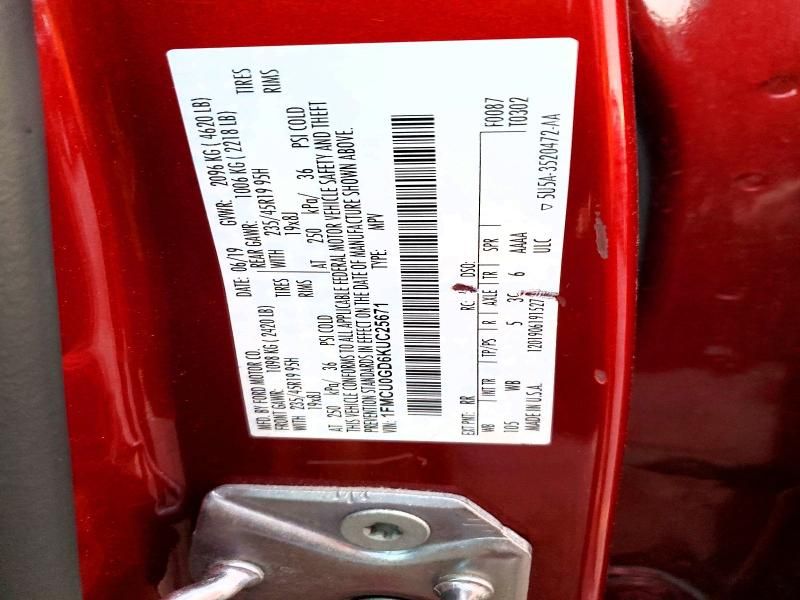 MFD. BY FORD MOTOR CO. DATE: 06/19 GVWR: 2096 KG ( 4620 LB)
FRONT GAWR: 1098 KG ( 2420 LB) REAR GAWR: 1006 KG ( 2218 LB)
WITH 235/45R19 95H TIRES WITH 235/45R19 95H TIRES
19x8J RIMS 19x8J RIMS
AT 250 kPa/ 36 PSI COLD AT 250 kPa/ 36 PSI COLD
THIS VEHICLE CONFORMS TO ALL APPLICABLE FEDERAL MOTOR VEHICLE SAFETY AND THEFT
PREVENTION STANDARDS IN EFFECT ON THE DATE OF MANUFACTURE SHOWN ABOVE.
VIN: 1FMCU0GD6KUC25671 TYPE: MPV
F0087
T0302
EXT PNT: RR RC: DSO:
WB INT TR TP/PS R AXLE TR SPR
105 WB 5 6 AAAA
MADE IN U.S.A. 1201906191527 ULC
▽ 5U5A-3520472-AA